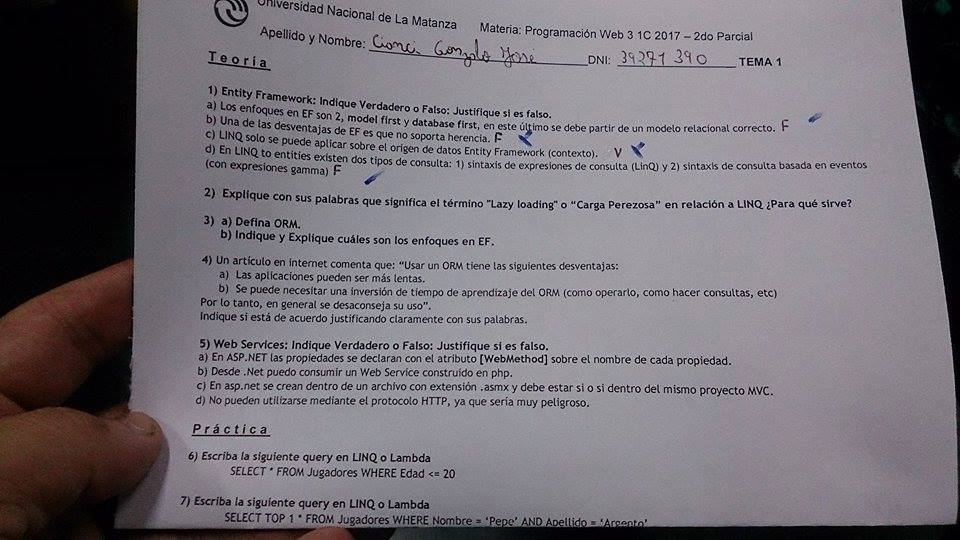 Universidad Nacional de La Matanza Materia: Programación Web 3 1C 2017 – 2do Parcial
Apellido y Nombre: Cionci Gonzalo Jose DNI: 39271 390 TEMA 1
Teoría
1) Entity Framework: Indique Verdadero o Falso: Justifique si es falso.
a) Los enfoques en EF son 2, model first y database first, en este último se debe partir de un modelo relacional correcto. F
b) Una de las desventajas de EF es que no soporta herencia. F
c) LINQ solo se puede aplicar sobre el origen de datos Entity Framework (contexto). V
d) En LINQ to entities existen dos tipos de consulta: 1) sintaxis de expresiones de consulta (LinQ) y 2) sintaxis de consulta basada en eventos
(con expresiones gamma) F
2) Explique con sus palabras que significa el término "Lazy loading" o “Carga Perezosa” en relación a LINQ ¿Para qué sirve?
3) a) Defina ORM.
b) Indique y Explique cuáles son los enfoques en EF.
4) Un artículo en internet comenta que: “Usar un ORM tiene las siguientes desventajas:
a) Las aplicaciones pueden ser más lentas.
b) Se puede necesitar una inversión de tiempo de aprendizaje del ORM (como operarlo, como hacer consultas, etc)
Por lo tanto, en general se desaconseja su uso”.
Indique si está de acuerdo justificando claramente con sus palabras.
5) Web Services: Indique Verdadero o Falso: Justifique si es falso.
a) En ASP.NET las propiedades se declaran con el atributo [WebMethod] sobre el nombre de cada propiedad.
b) Desde .Net puedo consumir un Web Service construido en php.
c) En asp.net se crean dentro de un archivo con extensión .asmx y debe estar si o si dentro del mismo proyecto MVC.
d) No pueden utilizarse mediante el protocolo HTTP, ya que sería muy peligroso.
Práctica
6) Escriba la siguiente query en LINQ o Lambda
SELECT * FROM Jugadores WHERE Edad <= 20
7) Escriba la siguiente query en LINQ o Lambda
SELECT TOP 1 * FROM Jugadores WHERE Nombre = ‘Pepe’ AND Apellido = ‘Argento’